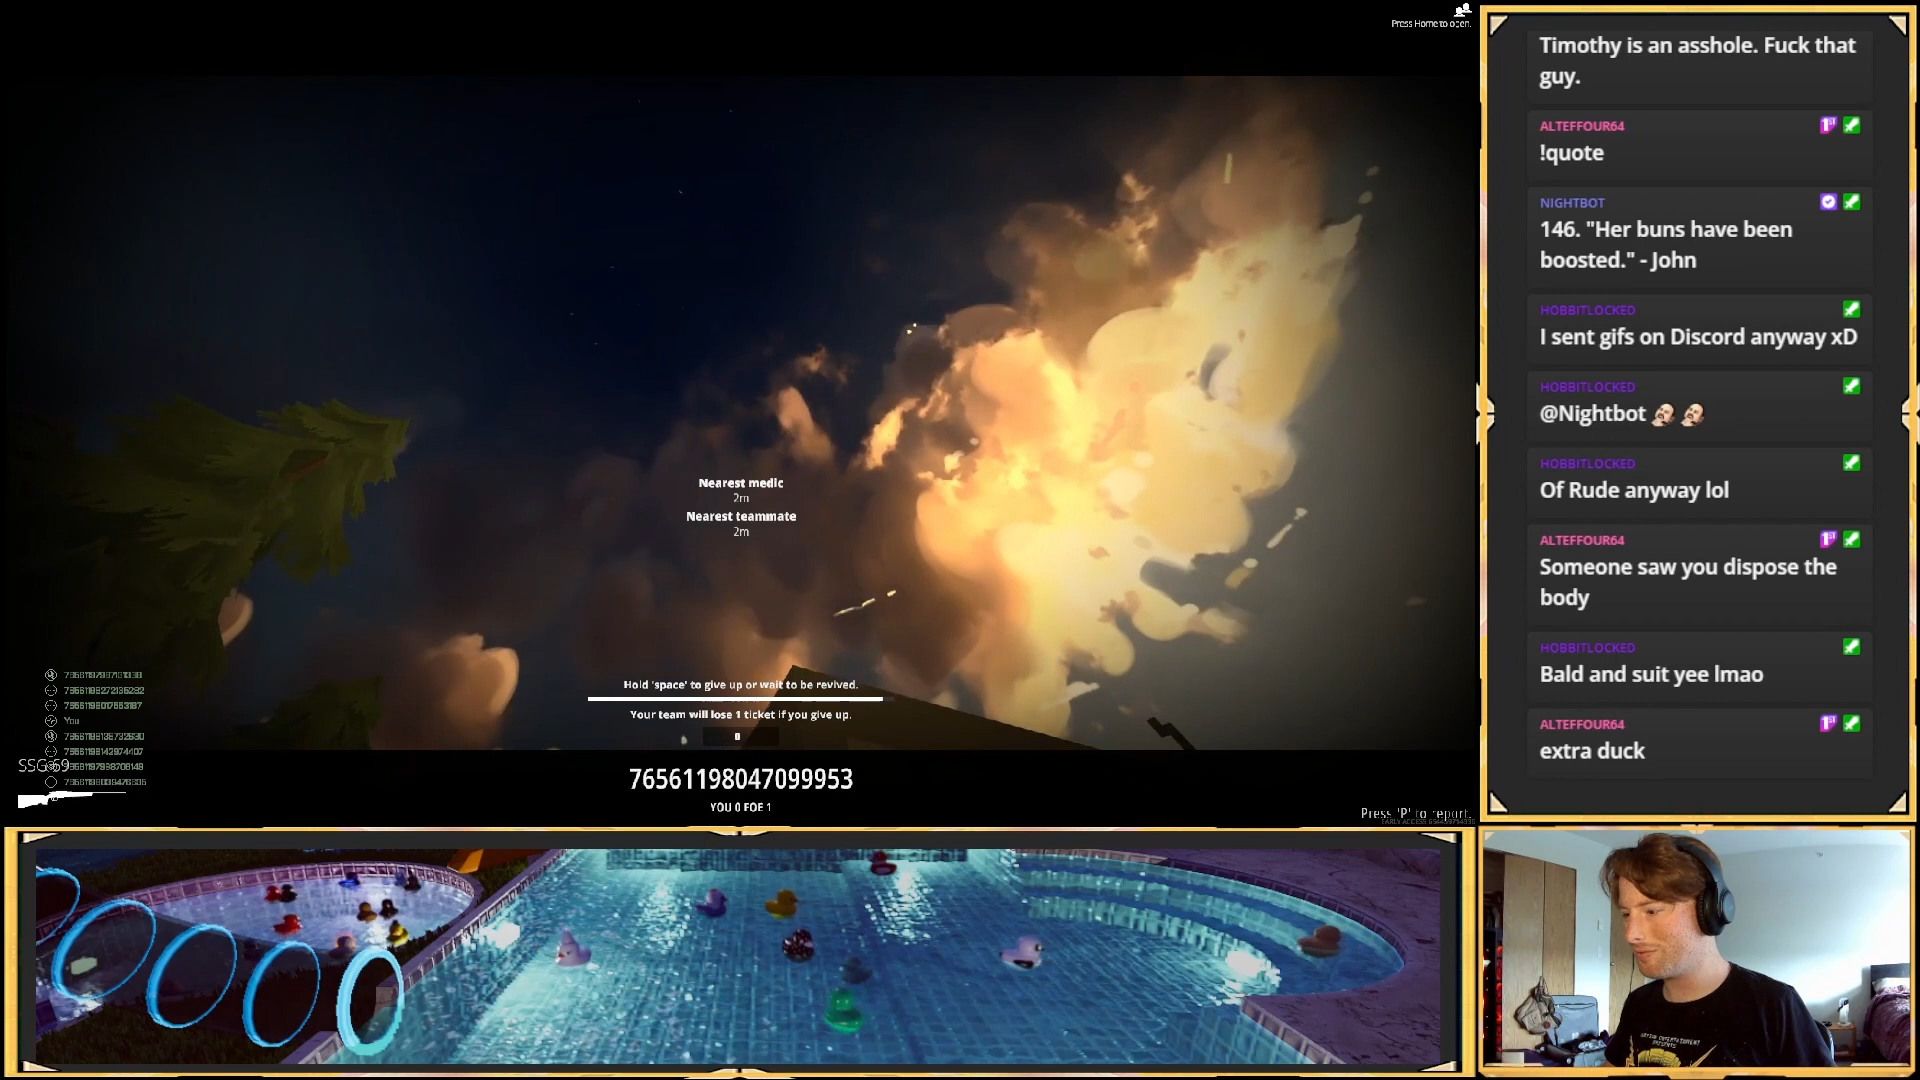 Press Home to open.
Nearest medic
2m
Nearest teammate
2m
Hold 'space' to give up or wait to be revived.
Your team will lose 1 ticket if you give up.
0
You
SSG 69
76561198047099953
YOU 0 FOE 1
Press 'P' to report.
Timothy is an asshole. Fuck that
guy.
ALTEFFOUR64
!quote
NIGHTBOT
146. "Her buns have been
boosted." - John
HOBBITLOCKED
I sent gifs on Discord anyway xD
HOBBITLOCKED
@Nightbot
HOBBITLOCKED
Of Rude anyway lol
ALTEFFOUR64
Someone saw you dispose the
body
HOBBITLOCKED
Bald and suit yee lmao
ALTEFFOUR64
extra duck